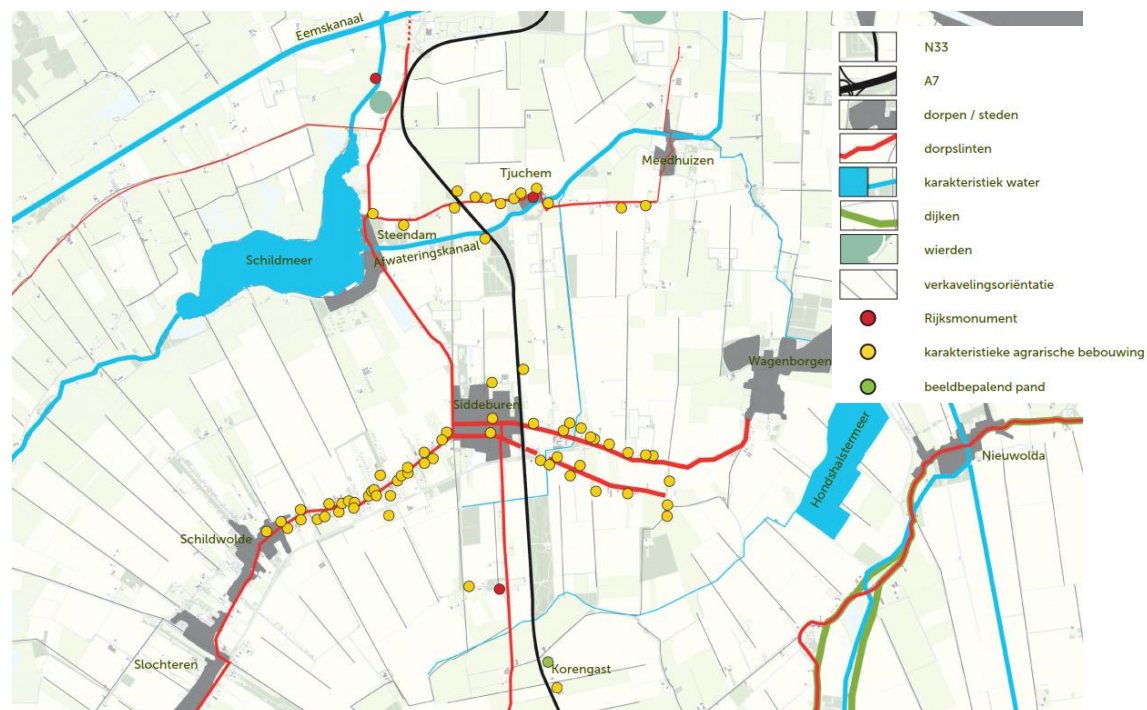 Eemskanaal
Meedhuizen
Tjuchem
Steendam
Afwateringskanaal
Schildmeer
Wagenborgen
Siddeburen
Hondshalstermeer
Nieuwolda
Schildwolde
Slochteren
Korengast
N33
A7
dorpen / steden
dorpslinten
karakteristiek water
dijken
wierden
verkavelingsoriëntatie
Rijksmonument
karakteristieke agrarische bebouwing
beeldbepalend pand